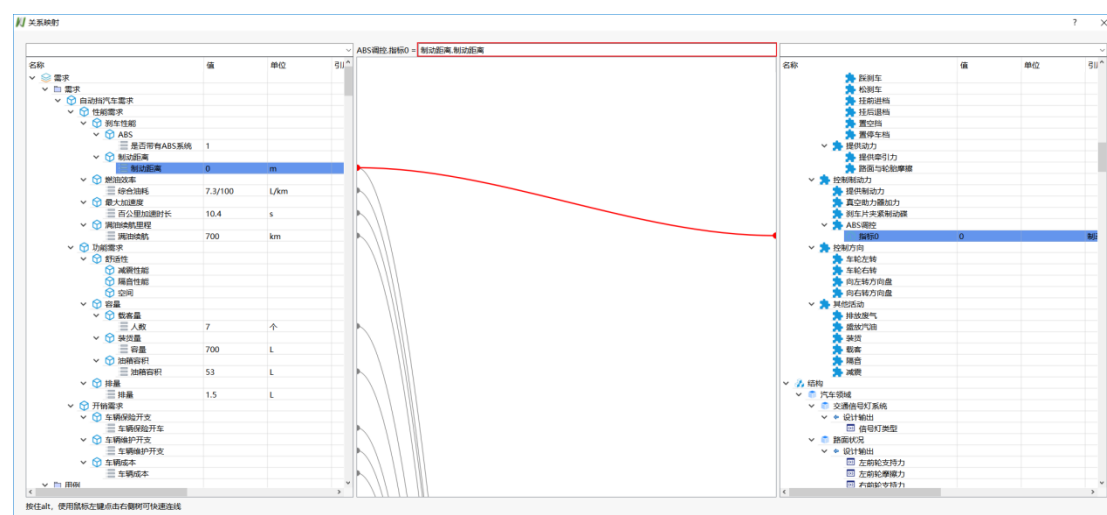 关系映射
ABS调控.指标0 = 制动距离.制动距离
名称 值 单位 引用
需求
需求
自动挡汽车需求
性能需求
刹车性能
ABS
是否带有ABS系统 1
制动距离
制动距离 0 m
燃油效率
综合油耗 7.3/100 L/km
最大加速度
百公里加速时长 10.4 s
满油续航里程
满油续航 700 km
功能需求
舒适性
减震性能
隔音性能
空间
容量
载客量
人数 7 个
装货量
容量 700 L
油箱容积
油箱容积 53 L
排量
排量 1.5 L
开销需求
车辆保险开支
车辆保险开车
车辆维护开支
车辆维护开支
车辆成本
车辆成本
用例
名称 值 单位
踩刹车
松刹车
挂前进档
挂后退档
置空挡
置停车档
提供动力
提供牵引力
路面与轮胎摩擦
控制制动力
提供制动力
真空助力器加力
刹车片夹紧制动碟
ABS调控
指标0 0 制动
控制方向
车轮左转
车轮右转
向左转方向盘
向右转方向盘
其他活动
排放废气
盛放汽油
装货
载客
隔音
减震
结构
汽车领域
交通信号灯系统
设计输出
信号灯类型
路面状况
设计输出
左前轮支持力
左前轮摩擦力
右前轮支持力
按住alt，使用鼠标左键点击右侧树可快速连线